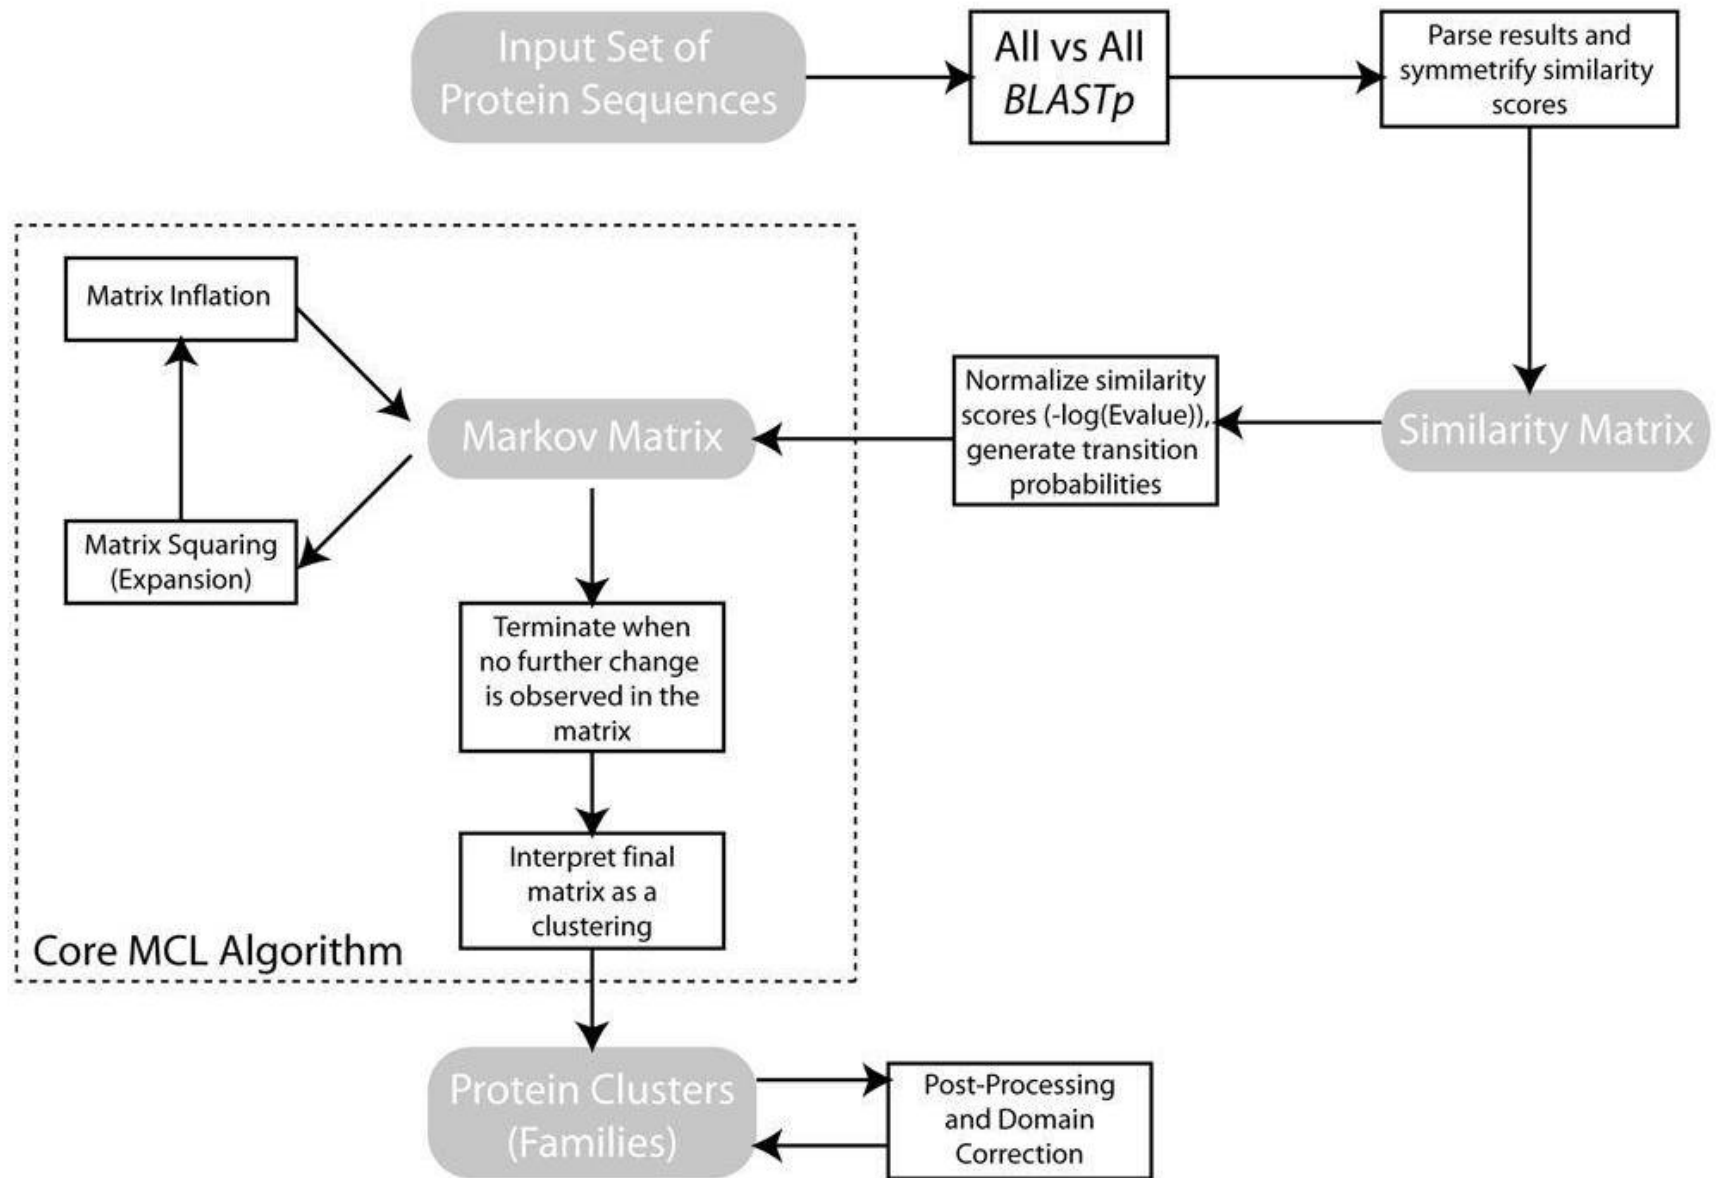 Input Set of
Protein Sequences
All vs All
BLASTp
Parse results and
symmetrify similarity
scores
Matrix Inflation
Normalize similarity
scores (-log(Evalue)),
generate transition
probabilities
Markov Matrix
Similarity Matrix
Matrix Squaring
(Expansion)
Terminate when
no further change
is observed in the
matrix
Interpret final
matrix as a
clustering
Core MCL Algorithm
Protein Clusters
(Families)
Post-Processing
and Domain
Correction